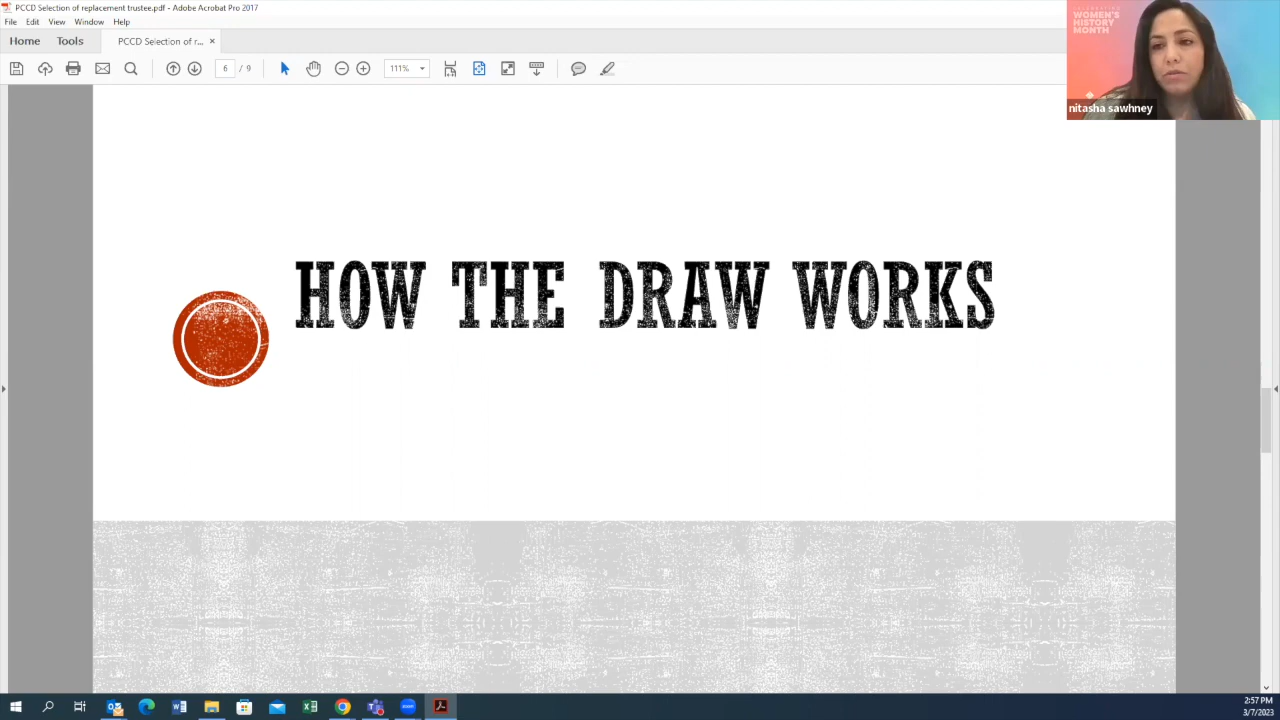 PCCD Selection of replacement trustee.pdf - Adobe Acrobat Pro 2017
File Edit View Window Help
Home Tools PCCD Selection of r... ×
6 / 9 111%
CELEBRATING
WOMEN'S
HISTORY
MONTH
nitasha sawhney
HOW THE DRAW WORKS
zoom
2:57 PM
3/7/2023